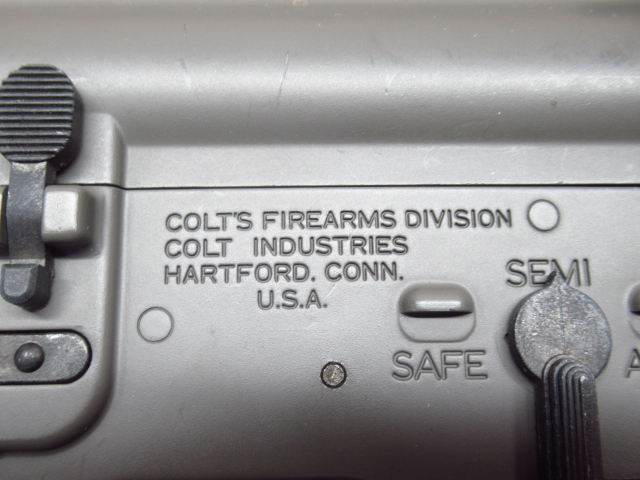 COLT'S FIREARMS DIVISION
COLT INDUSTRIES
HARTFORD. CONN.
U.S.A.
SEMI
SAFE
A